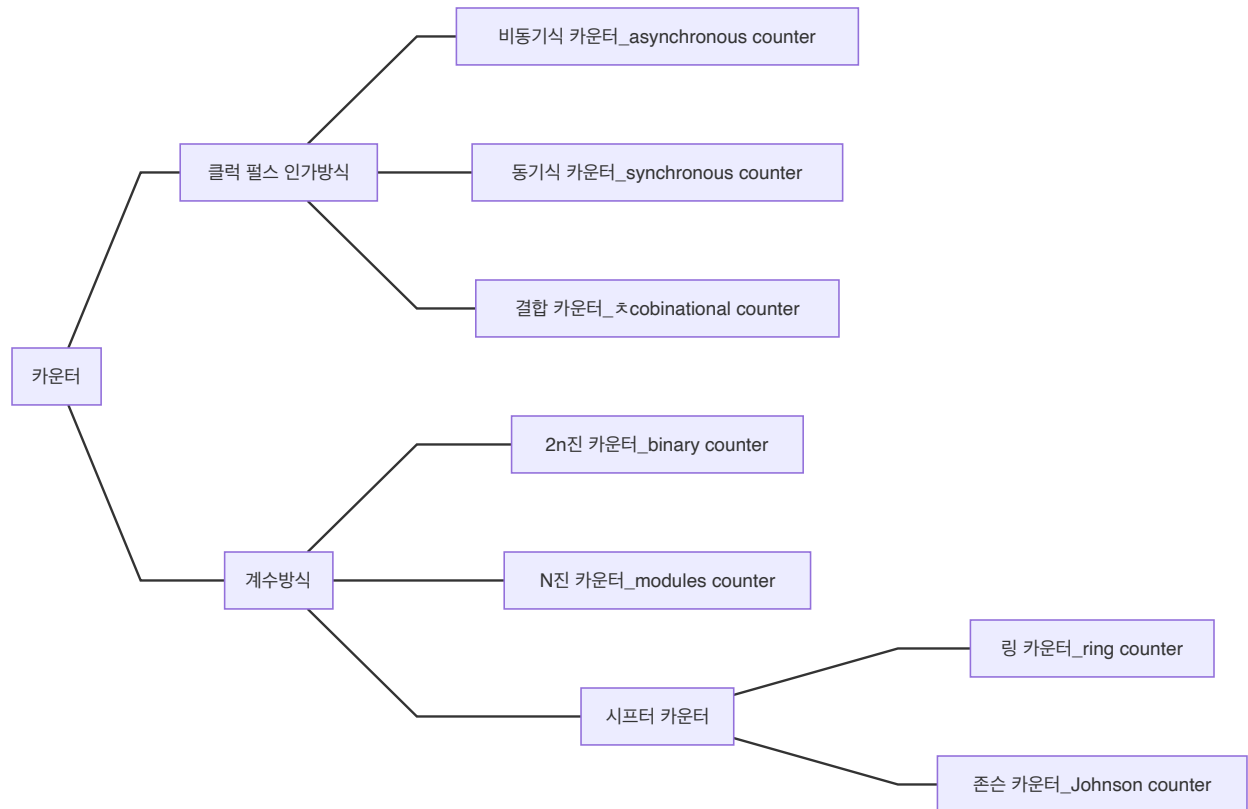 비동기식 카운터_asynchronous counter
클럭 펄스 인가방식
동기식 카운터_synchronous counter
결합 카운터_ㅊcobinational counter
카운터
2n진 카운터_binary counter
계수방식
N진 카운터_modules counter
링 카운터_ring counter
시프터 카운터
존슨 카운터_Johnson counter